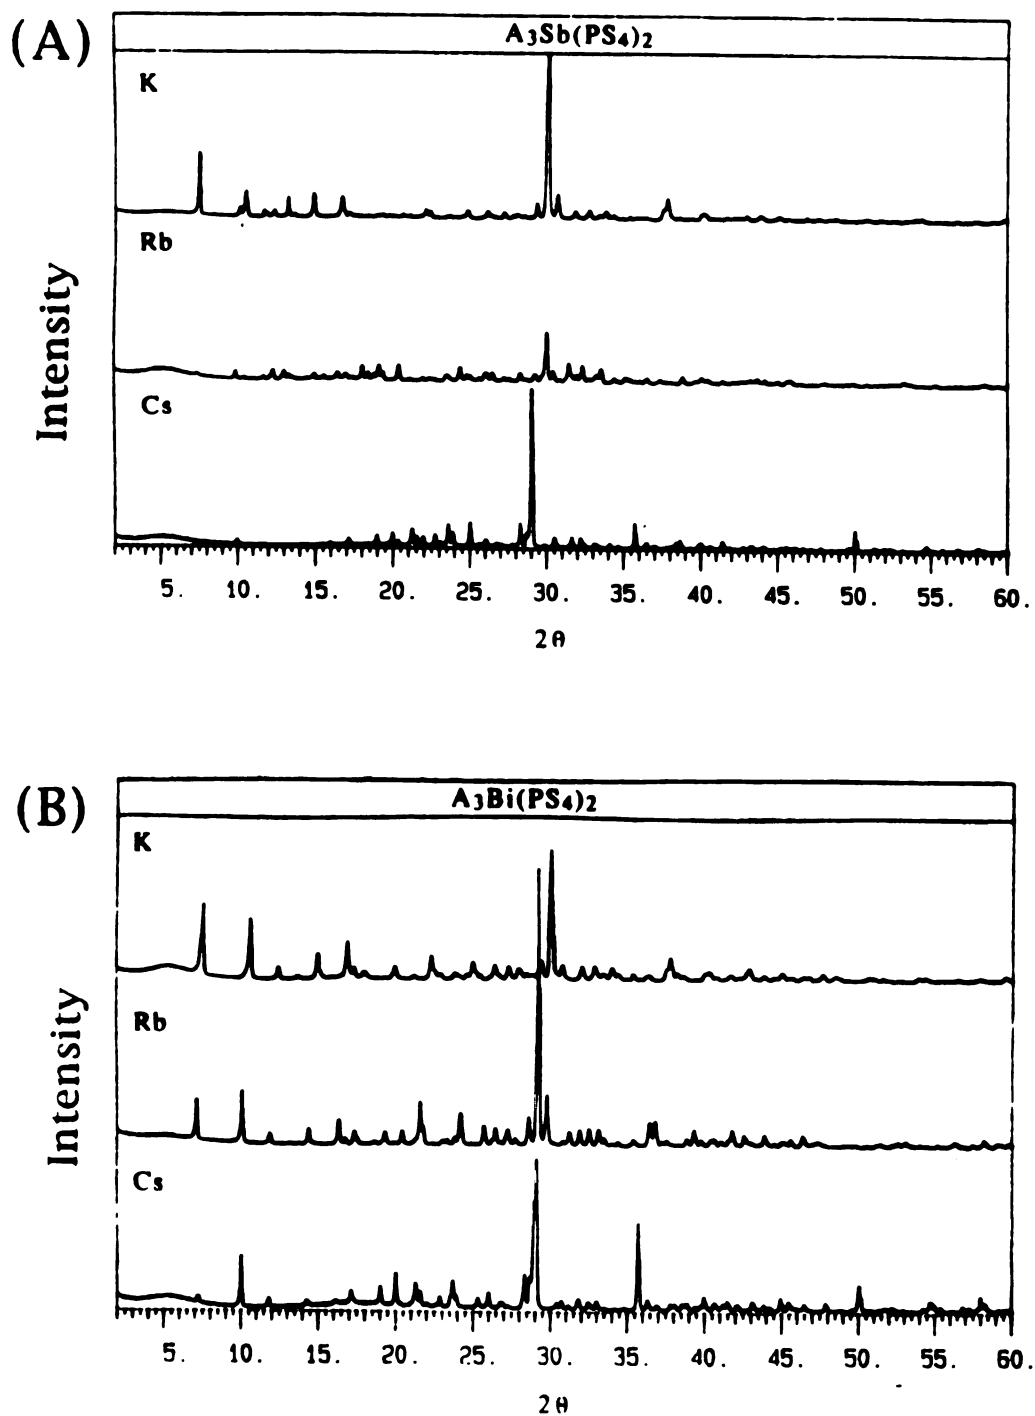 (A)
A3Sb(PS4)2
K
Rb
Cs
Intensity
5. 10. 15. 20. 25. 30. 35. 40. 45. 50. 55. 60.
2θ
(B)
A3Bi(PS4)2
K
Rb
Cs
Intensity
5. 10. 15. 20. 25. 30. 35. 40. 45. 50. 55. 60.
2θ